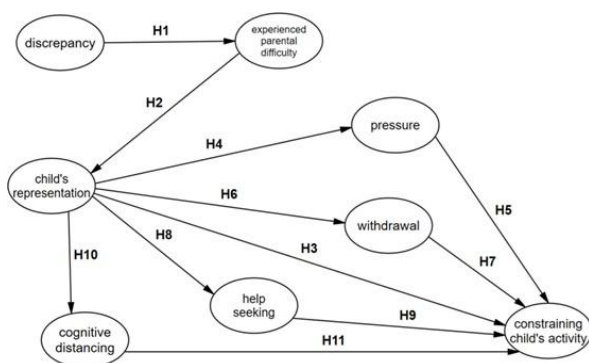 H1
discrepancy
experienced
parental
difficulty
H2
H4
pressure
child's
representation
H6
H5
withdrawal
H10
H8
H3
H7
help
seeking
H9
constraining
child's activity
cognitive
distancing
H11